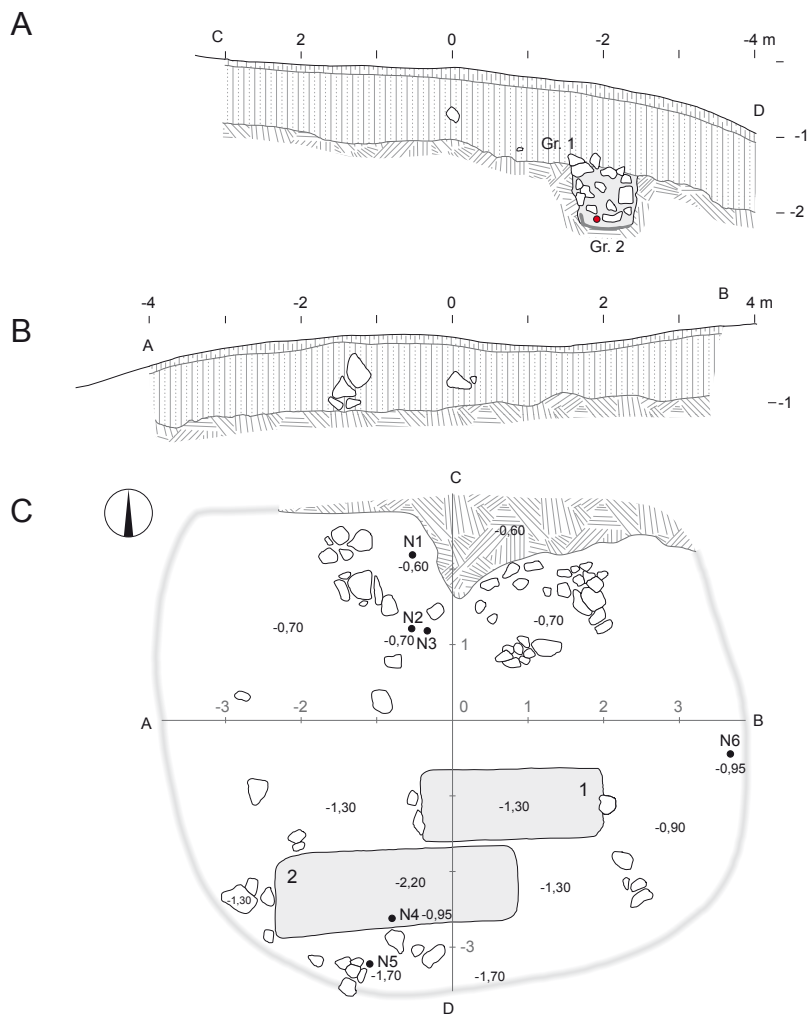 A
C
3 2 0 -2 -4 m
D
-1
Gr. 1
-2
Gr. 2
B
-4 -2 0 2 4 m
B
A
-1
C
C
-0,60
N1
-0,60
N2
-0,70
-0,70
N3
-0,70
1
-3 -2 0 1 2 3
A
B
N6
-0,95
1
-1,30
-1,30
-0,90
2
-2,20
-1,30
-1,30
N4 -0,95
-3
N5
-1,70
-1,70
D